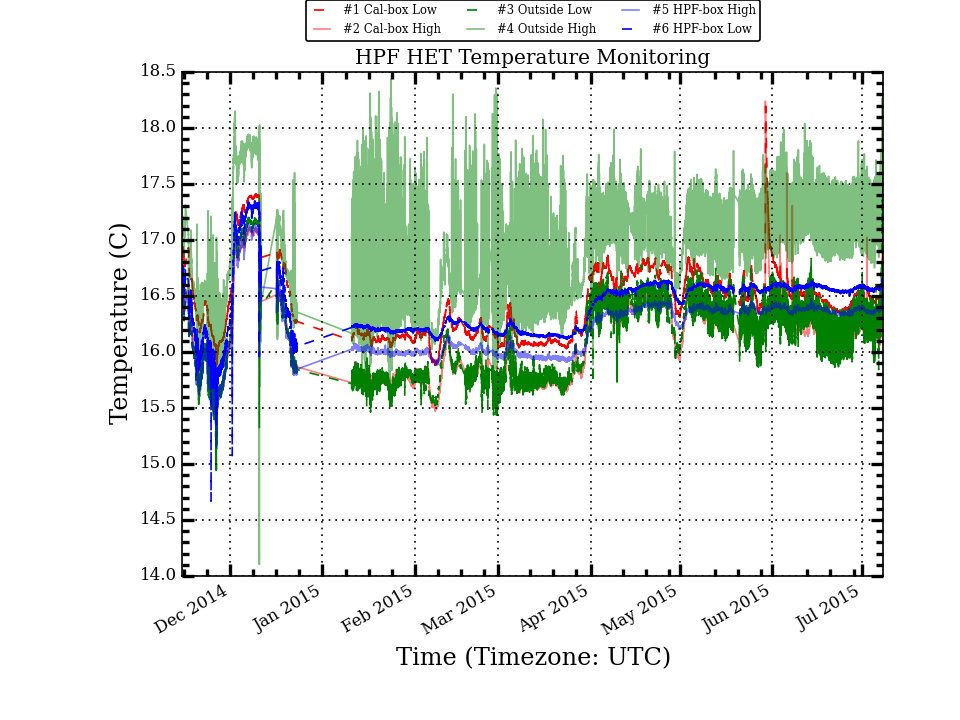 #1 Cal-box Low #3 Outside Low #5 HPF-box High
#2 Cal-box High #4 Outside High #6 HPF-box Low
HPF HET Temperature Monitoring
18.5
18.0
17.5
17.0
16.5
16.0
15.5
15.0
14.5
14.0
Temperature (C)
Dec 2014 Jan 2015 Feb 2015 Mar 2015 Apr 2015 May 2015 Jun 2015 Jul 2015
Time (Timezone: UTC)